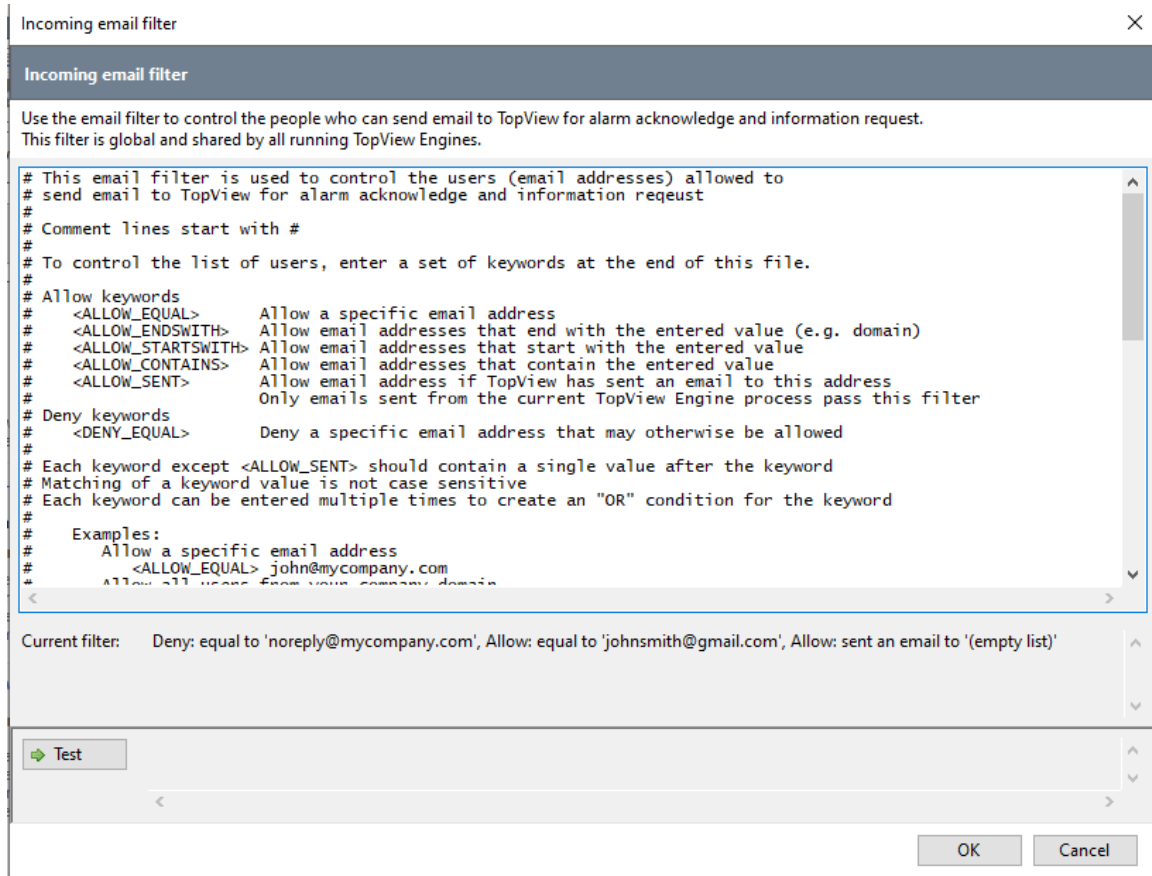 Incoming email filter
Incoming email filter
Use the email filter to control the people who can send email to TopView for alarm acknowledge and information request.
This filter is global and shared by all running TopView Engines.
# This email filter is used to control the users (email addresses) allowed to
# send email to TopView for alarm acknowledge and information reqeust
#
# Comment lines start with #
#
# To control the list of users, enter a set of keywords at the end of this file.
#
# Allow keywords
#    <ALLOW_EQUAL>      Allow a specific email address
#    <ALLOW_ENDSWITH>   Allow email addresses that end with the entered value (e.g. domain)
#    <ALLOW_STARTSWITH> Allow email addresses that start with the entered value
#    <ALLOW_CONTAINS>   Allow email addresses that contain the entered value
#    <ALLOW_SENT>       Allow email address if TopView has sent an email to this address
#                       Only emails sent from the current TopView Engine process pass this filter
# Deny keywords
#    <DENY_EQUAL>       Deny a specific email address that may otherwise be allowed
#
# Each keyword except <ALLOW_SENT> should contain a single value after the keyword
# Matching of a keyword value is not case sensitive
# Each keyword can be entered multiple times to create an "OR" condition for the keyword
#
#    Examples:
#       Allow a specific email address
#          <ALLOW_EQUAL> john@mycompany.com
#       Allow all users from your company domain
Current filter: Deny: equal to 'noreply@mycompany.com', Allow: equal to 'johnsmith@gmail.com', Allow: sent an email to '(empty list)'
Test
OK Cancel